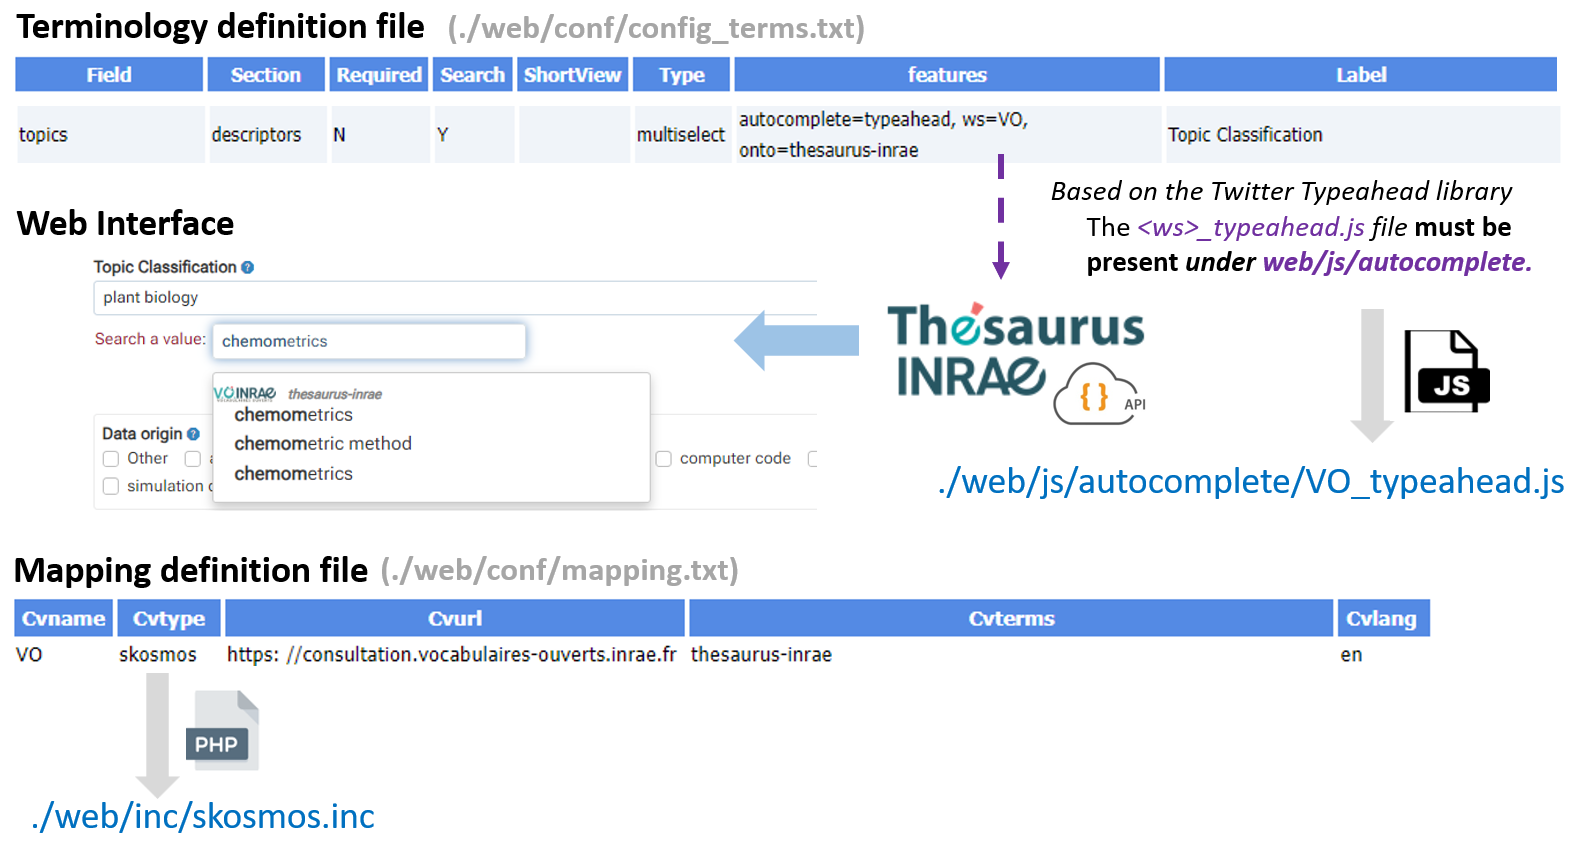 Terminology definition file (./web/conf/config_terms.txt)
Field Section Required Search ShortView Type features Label
topics descriptors N Y multiselect autocomplete=typeahead, ws=VO,
onto=thesaurus-inrae Topic Classification
Based on the Twitter Typeahead library
The <ws>_typeahead.js file must be
present under web/js/autocomplete.
Web Interface
Topic Classification ?
plant biology
Search a value: chemometrics
VOINRAE thesaurus-inrae
chemometrics
chemometric method
chemometrics
Data origin ?
Other a computer code
simulation
Thésaurus
INRAE
{ } API
JS
./web/js/autocomplete/VO_typeahead.js
Mapping definition file (./web/conf/mapping.txt)
Cvname Cvtype Cvurl Cvterms Cvlang
VO skosmos https: //consultation.vocabulaires-ouverts.inrae.fr thesaurus-inrae en
PHP
./web/inc/skosmos.inc